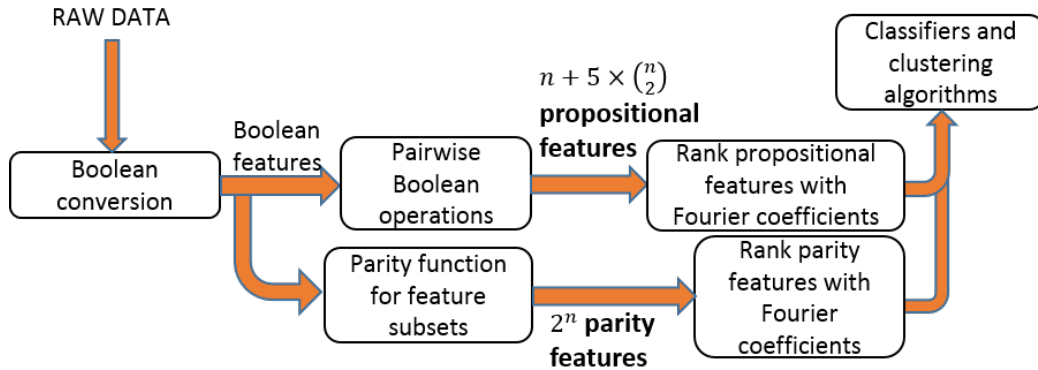 RAW DATA
Boolean
conversion
Boolean
features
Pairwise
Boolean
operations
n + 5 × (n 2)
propositional
features
Rank propositional
features with
Fourier coefficients
Classifiers and
clustering
algorithms
Parity function
for feature
subsets
2ⁿ parity
features
Rank parity
features with
Fourier
coefficients